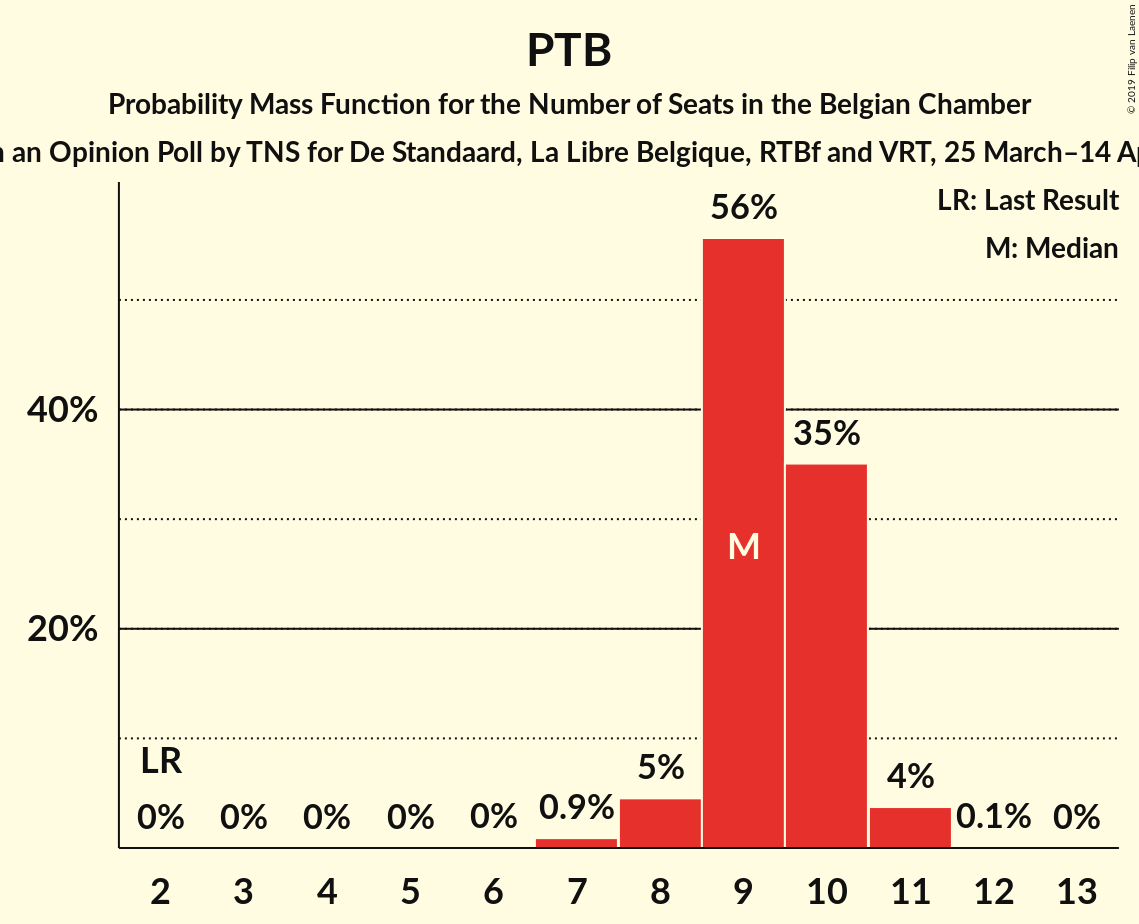 PTB
Probability Mass Function for the Number of Seats in the Belgian Chamber
an Opinion Poll by TNS for De Standaard, La Libre Belgique, RTBf and VRT, 25 March–14
© 2019 Filip van Laenen
LR: Last Result
M: Median
56%
40%
35%
M
20%
LR
5%
4%
0% 0% 0% 0% 0% 0.9% 0.1% 0%
2 3 4 5 6 7 8 9 10 11 12 13